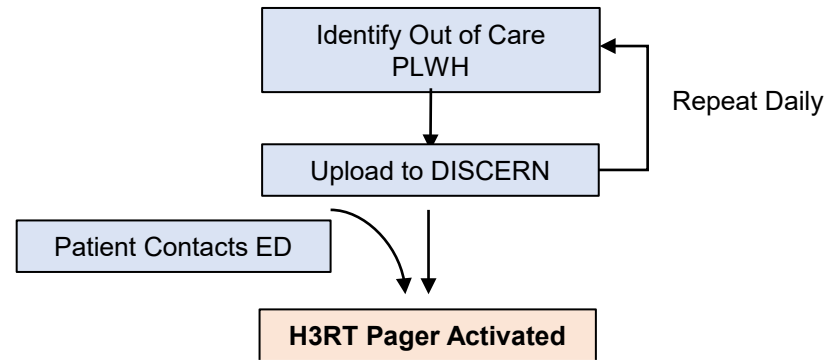 Identify Out of Care
PLWH
Repeat Daily
Upload to DISCERN
Patient Contacts ED
H3RT Pager Activated